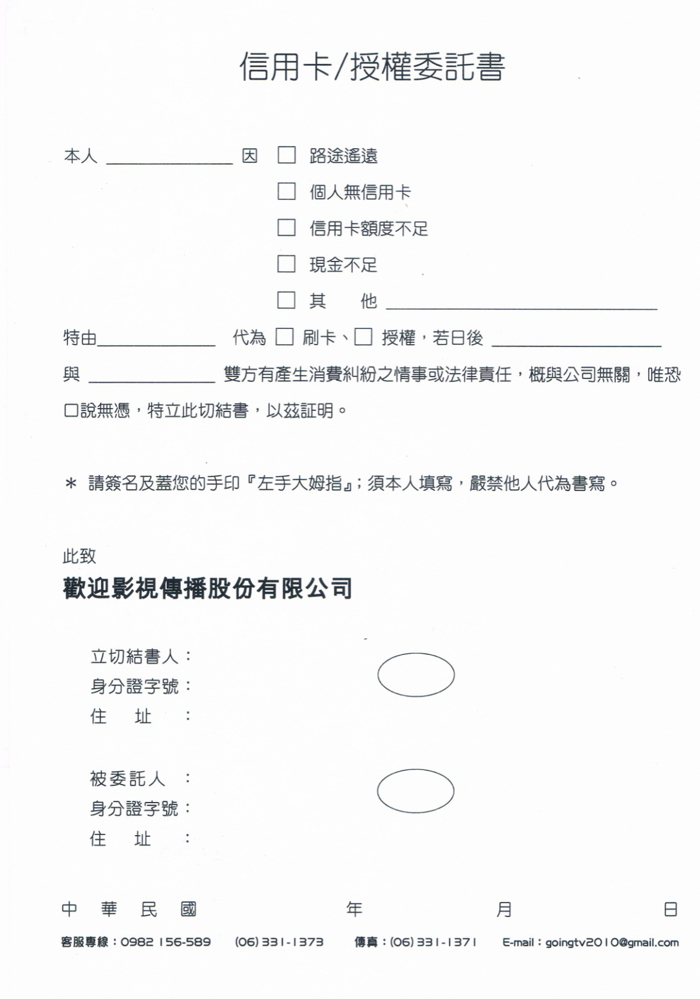 信用卡/授權委託書
本人 _______________ 因 □ 路途遙遠
□ 個人無信用卡
□ 信用卡額度不足
□ 現金不足
□ 其 他 ________________________________
特由______________ 代為 □ 刷卡、□ 授權，若日後 ____________________
與 _______________ 雙方有產生消費糾紛之情事或法律責任，概與公司無關，唯恐
口說無憑，特立此切結書，以茲証明。
＊ 請簽名及蓋您的手印『左手大姆指』；須本人填寫，嚴禁他人代為書寫。
此致
歡迎影視傳播股份有限公司
立切結書人：
身分證字號：
住 址 ：
被委託人 ：
身分證字號：
住 址 ：
中 華 民 國 年 月 日
客服專線：0982 156-589 (06) 331-1373 傳真：(06) 331-1371 E-mail：goingtv2010@gmail.com